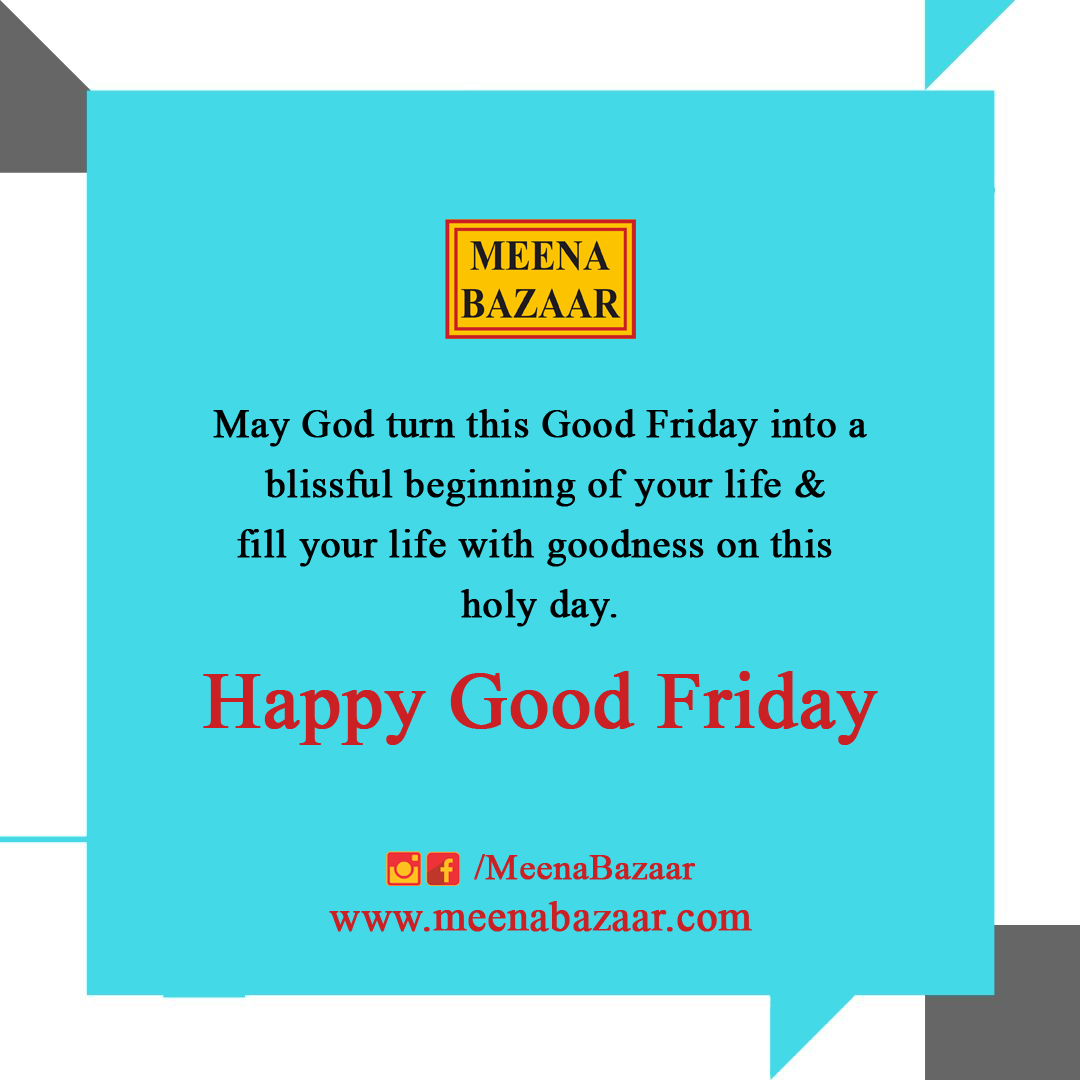 MEENA
BAZAAR
May God turn this Good Friday into a
blissful beginning of your life &
fill your life with goodness on this
holy day.
Happy Good Friday
/MeenaBazaar
www.meenabazaar.com